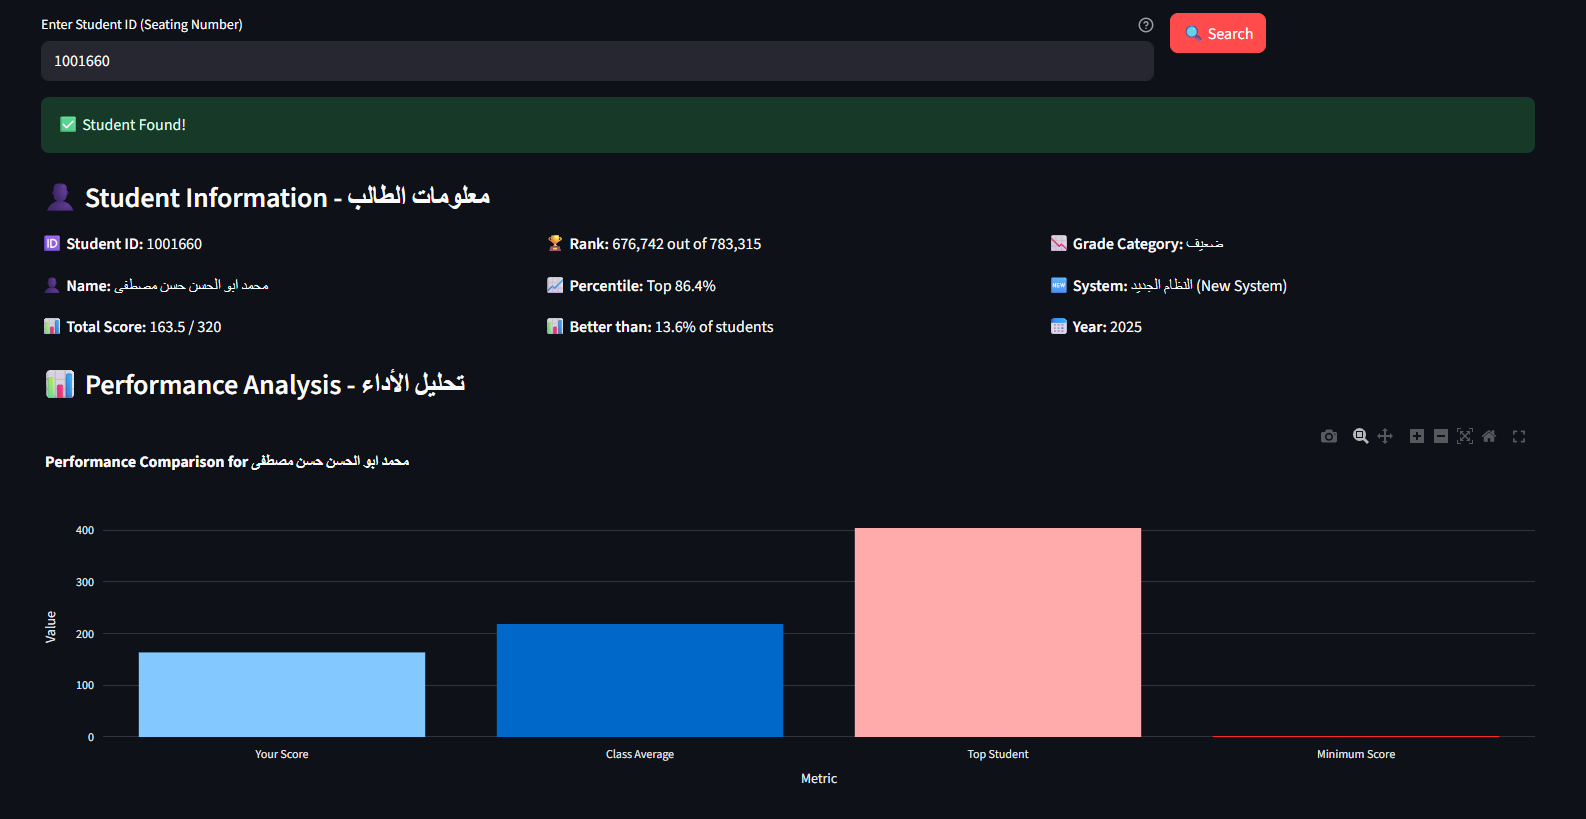 Enter Student ID (Seating Number)
1001660
Search
Student Found!
Student Information - معلومات الطالب
Student ID: 1001660
Rank: 676,742 out of 783,315
Grade Category: ضعيف
Name: محمد ابو الحسن حسن مصطفى
Percentile: Top 86.4%
System: النظام الجديد (New System)
Total Score: 163.5 / 320
Better than: 13.6% of students
Year: 2025
Performance Analysis - تحليل الأداء
Performance Comparison for محمد ابو الحسن حسن مصطفى
400
300
200
100
0
Value
Your Score
Class Average
Top Student
Minimum Score
Metric